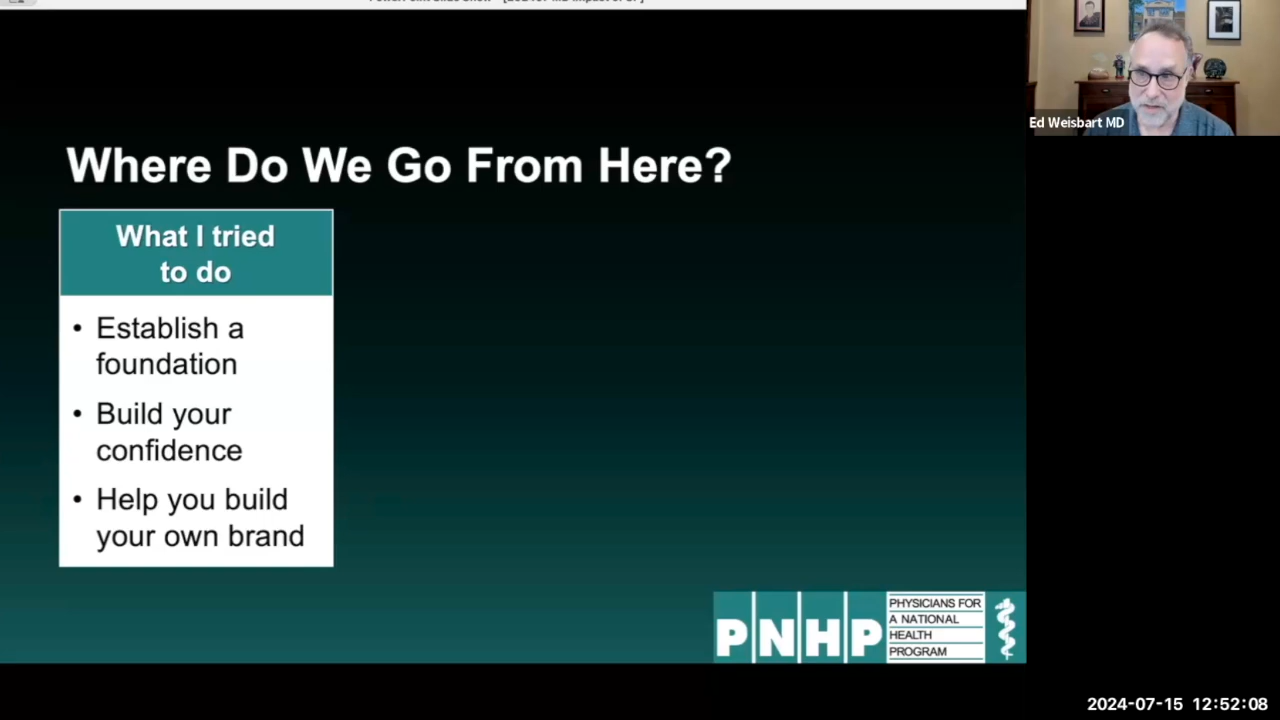 Ed Weisbart MD
Where Do We Go From Here?
What I tried
to do
• Establish a
foundation
• Build your
confidence
• Help you build
your own brand
PNHP
PHYSICIANS FOR
A NATIONAL
HEALTH
PROGRAM
2024-07-15 12:52:08